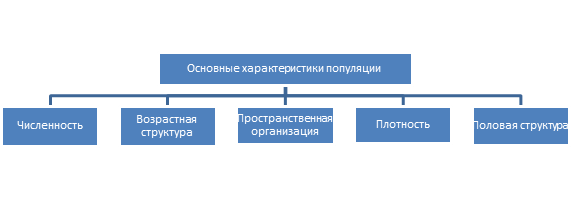 Основные характеристики популяции
Численность
Возрастная
структура
Пространственная
организация
Плотность
Половая структура